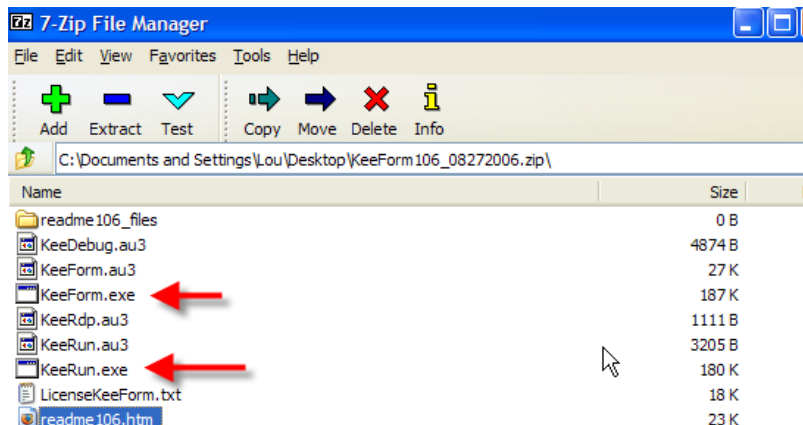 7z 7-Zip File Manager
File Edit View Favorites Tools Help
Add Extract Test Copy Move Delete Info
C:\Documents and Settings\Lou\Desktop\KeeForm106_08272006.zip\
Name Size
readme106_files 0 B
KeeDebug.au3 4874 B
KeeForm.au3 27 K
KeeForm.exe 187 K
KeeRdp.au3 1111 B
KeeRun.au3 3205 B
KeeRun.exe 180 K
LicenseKeeForm.txt 18 K
readme106.htm 23 K